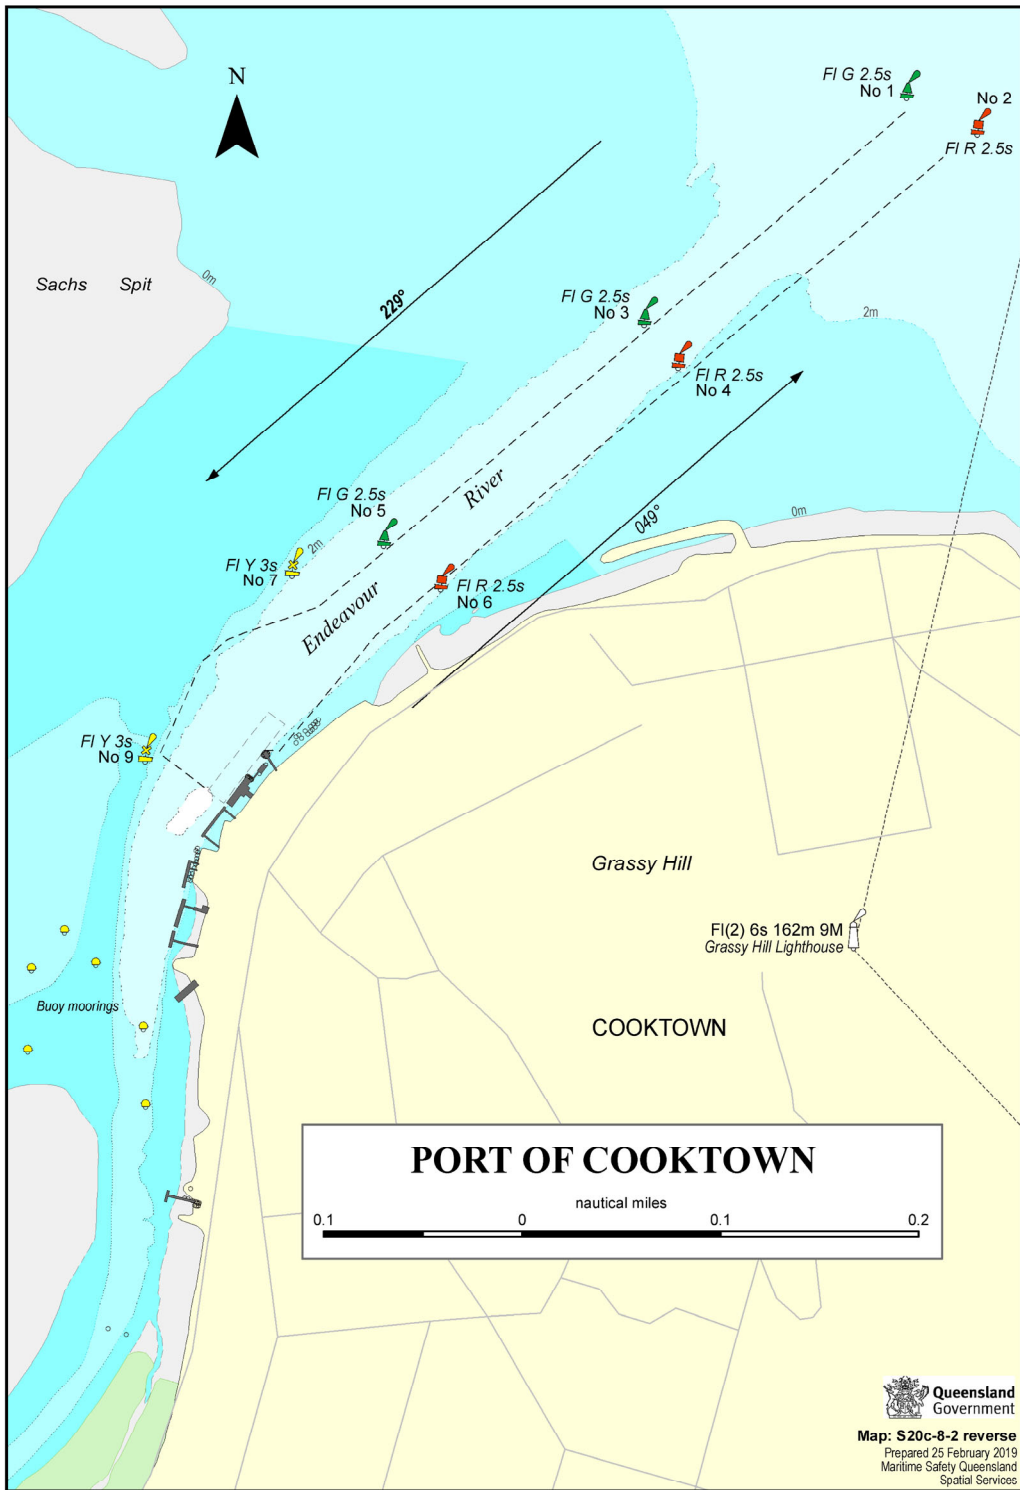 Fl G 2.5s
No 1
No 2
Fl R 2.5s
N
Sachs Spit
0m
229°
Fl G 2.5s
No 3
2m
Fl R 2.5s
No 4
River
Fl G 2.5s
No 5
049°
0m
2m
Fl Y 3s
No 7
Fl R 2.5s
No 6
Endeavour
Fl Y 3s
No 9
Grassy Hill
Fl(2) 6s 162m 9M
Grassy Hill Lighthouse
Buoy moorings
COOKTOWN
PORT OF COOKTOWN
nautical miles
0.1 0 0.1 0.2
Queensland
Government
Map: S20c-8-2 reverse
Prepared 25 February 2019
Maritime Safety Queensland
Spatial Services